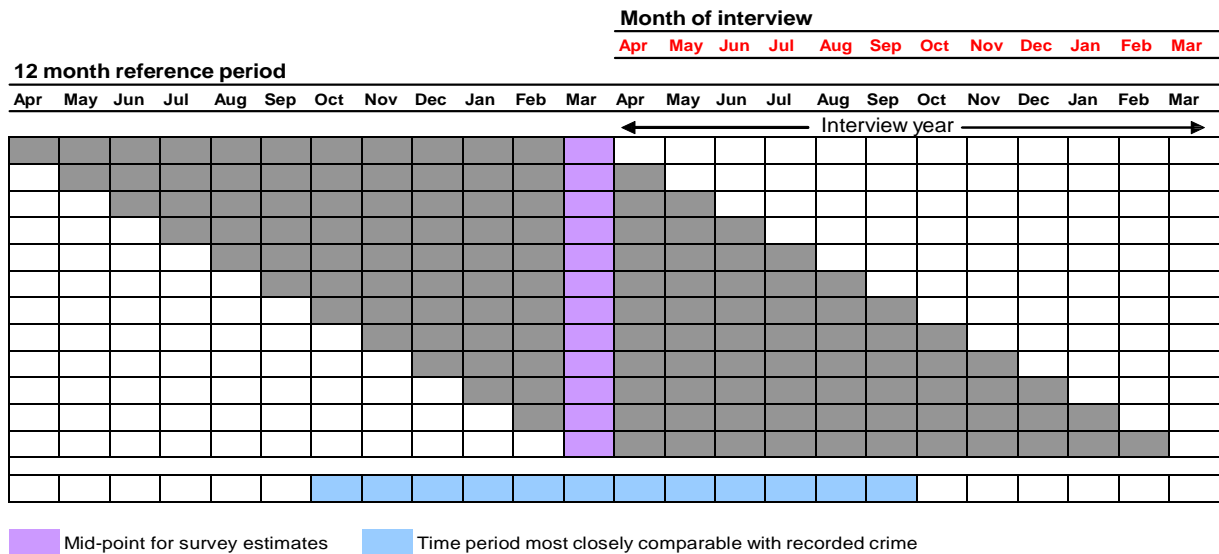 Month of interview
Apr May Jun Jul Aug Sep Oct Nov Dec Jan Feb Mar
12 month reference period
Apr May Jun Jul Aug Sep Oct Nov Dec Jan Feb Mar Apr May Jun Jul Aug Sep Oct Nov Dec Jan Feb Mar
Interview year
Mid-point for survey estimates Time period most closely comparable with recorded crime